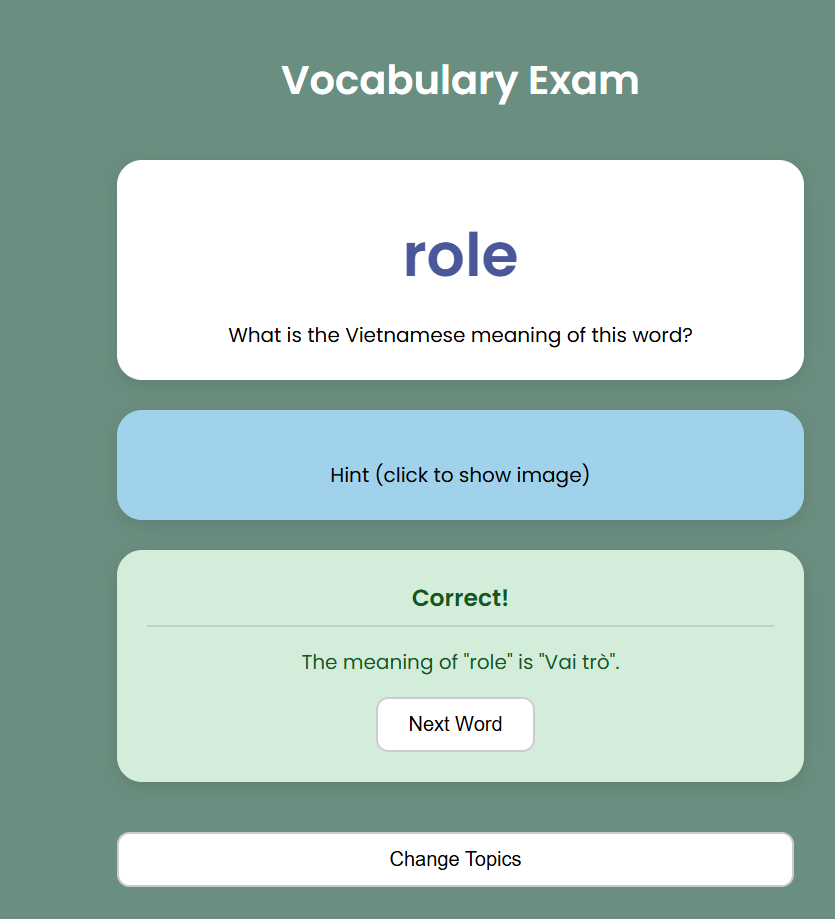 Vocabulary Exam
role
What is the Vietnamese meaning of this word?
Hint (click to show image)
Correct!
The meaning of "role" is "Vai trò".
Next Word
Change Topics